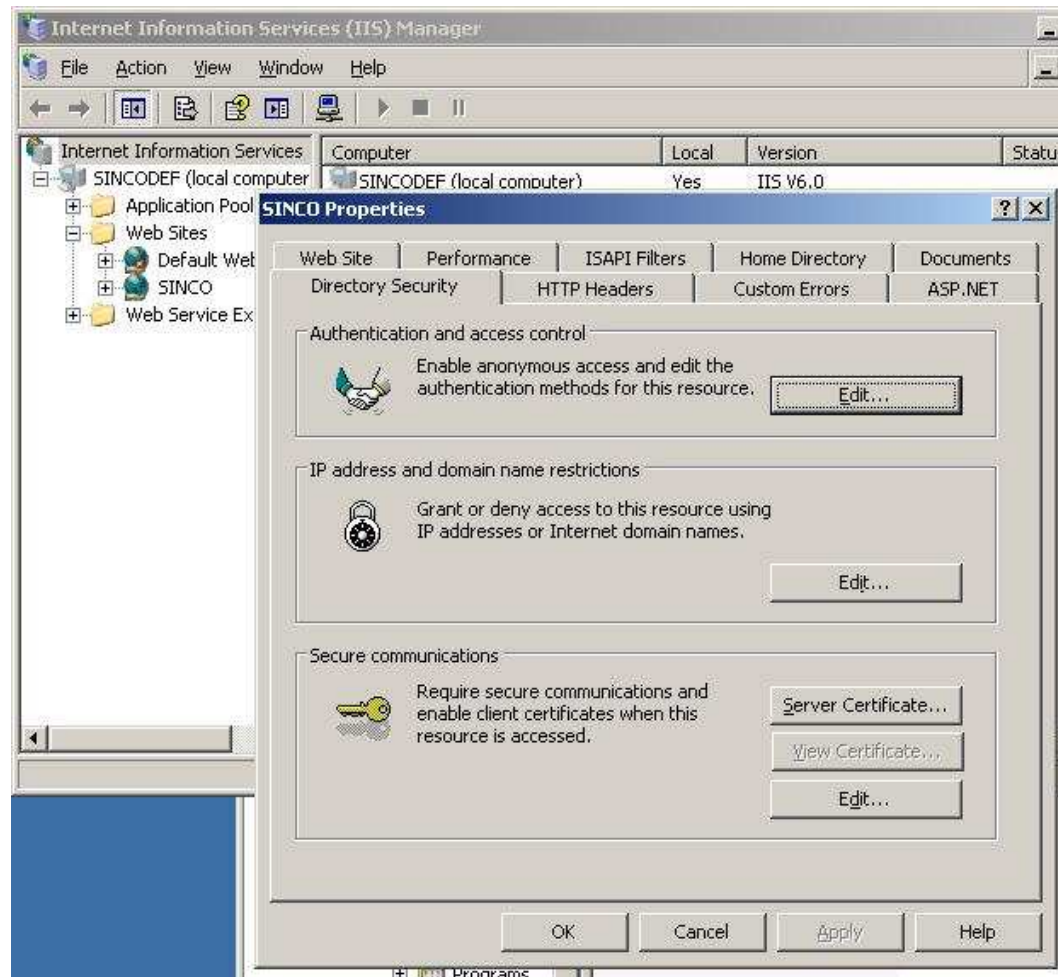 Internet Information Services (IIS) Manager
File Action View Window Help
Internet Information Services
Computer Local Version Statu
SINCODEF (local computer
SINCODEF (local computer) Yes IIS V6.0
Application Pool
Web Sites
Default Web
SINCO
Web Service Ex
SINCO Properties
Web Site Performance ISAPI Filters Home Directory Documents
Directory Security HTTP Headers Custom Errors ASP.NET
Authentication and access control
Enable anonymous access and edit the
authentication methods for this resource.
Edit...
IP address and domain name restrictions
Grant or deny access to this resource using
IP addresses or Internet domain names.
Edit...
Secure communications
Require secure communications and
enable client certificates when this
resource is accessed.
Server Certificate...
View Certificate...
Edit...
OK Cancel Apply Help
Programs